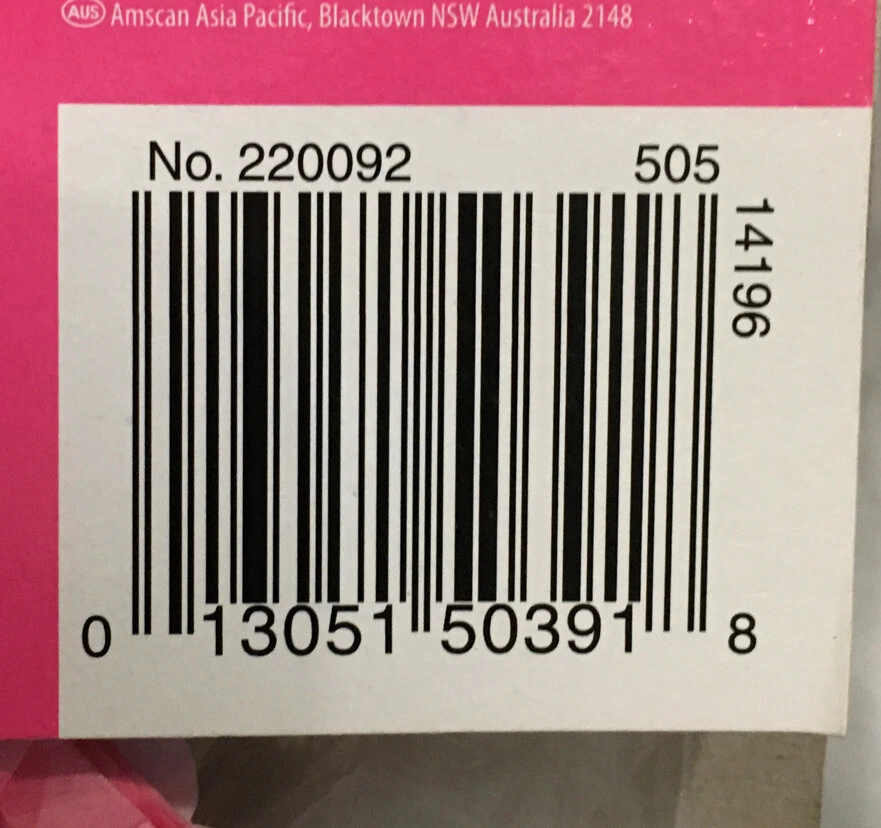 AUS Amscan Asia Pacific, Blacktown NSW Australia 2148
No. 220092 505
14196
0 13051 50391 8